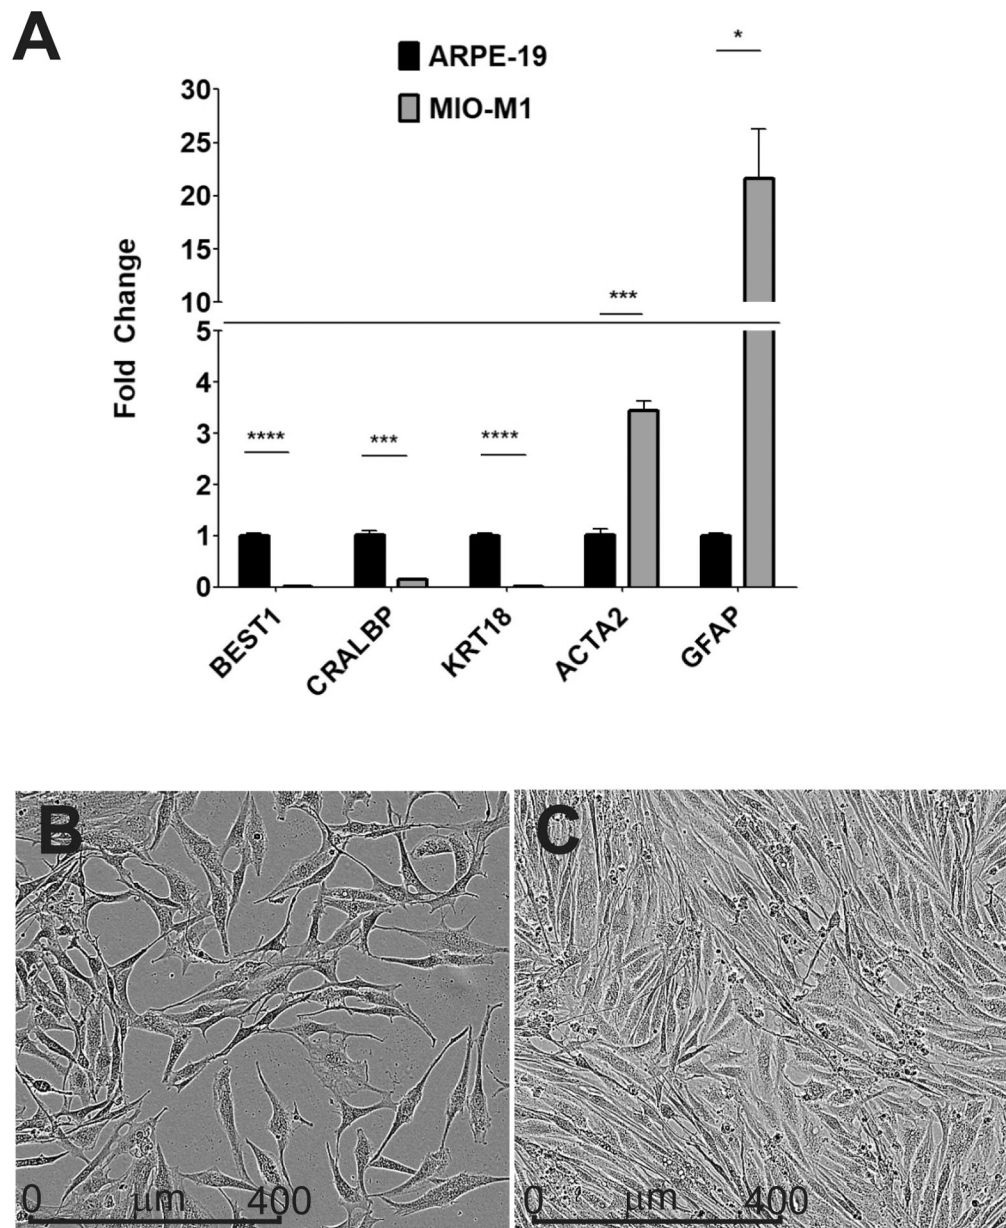 A
ARPE-19
MIO-M1
*
30
25
20
15
10
***
5
4
3
2
1
0
Fold Change
**** *** ****
BEST1
CRALBP
KRT18
ACTA2
GFAP
B
C
0 µm 400
0 µm 400